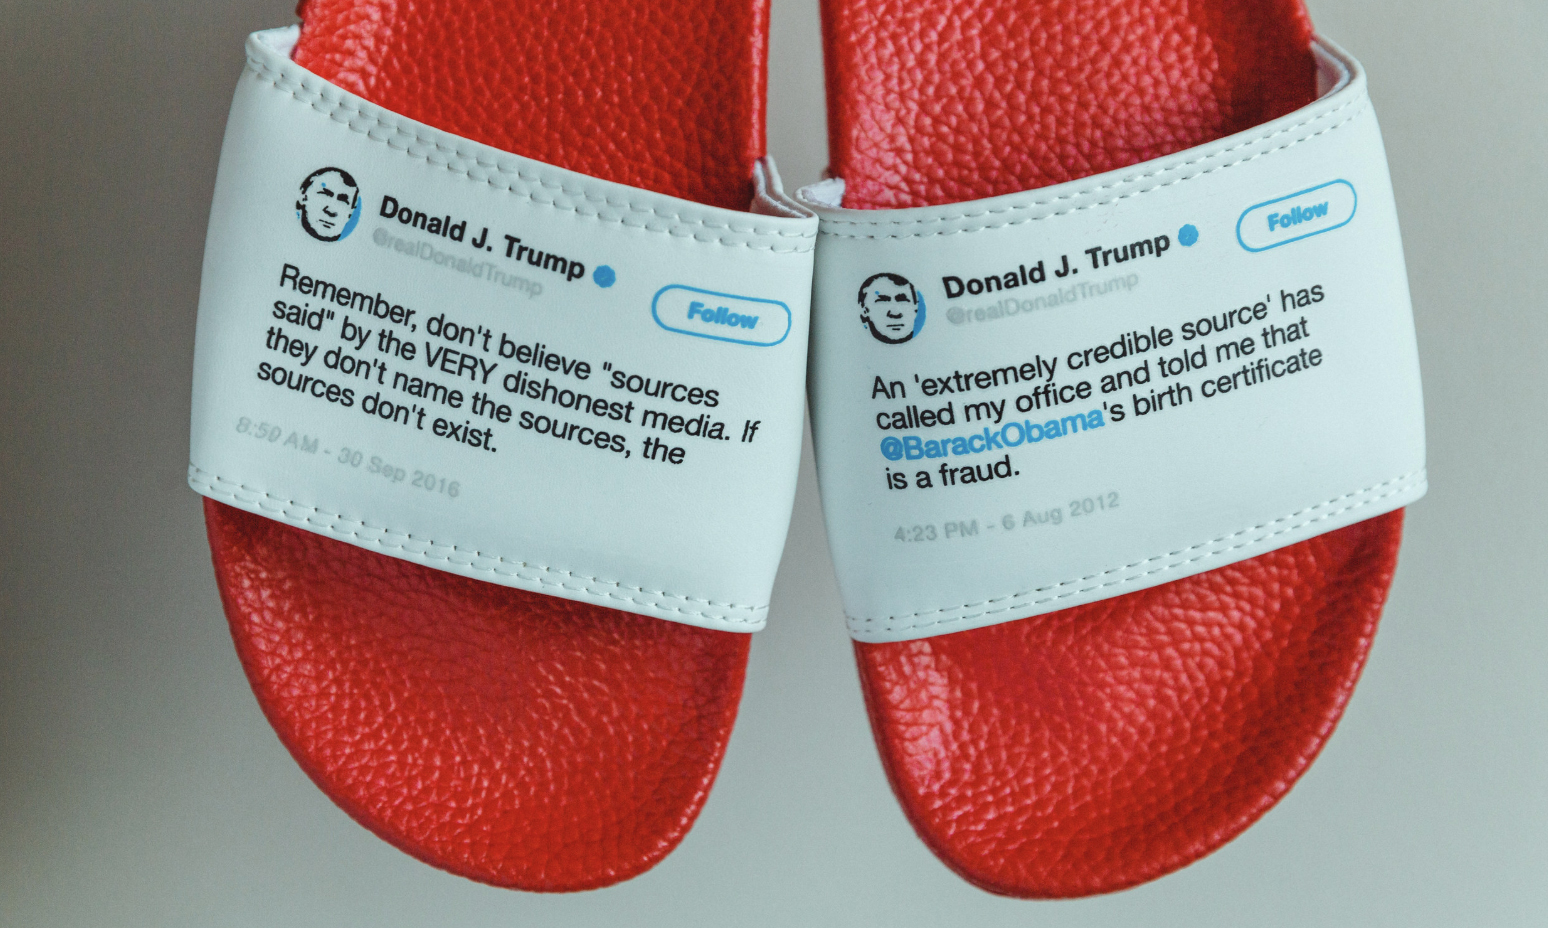 Donald J. Trump
@realDonaldTrump
Follow
Remember, don't believe "sources
said" by the VERY dishonest media. If
they don't name the sources, the
sources don't exist.
8:50 AM - 30 Sep 2016
Donald J. Trump
@realDonaldTrump
Follow
An 'extremely credible source' has
called my office and told me that
@BarackObama's birth certificate
is a fraud.
4:23 PM - 6 Aug 2012